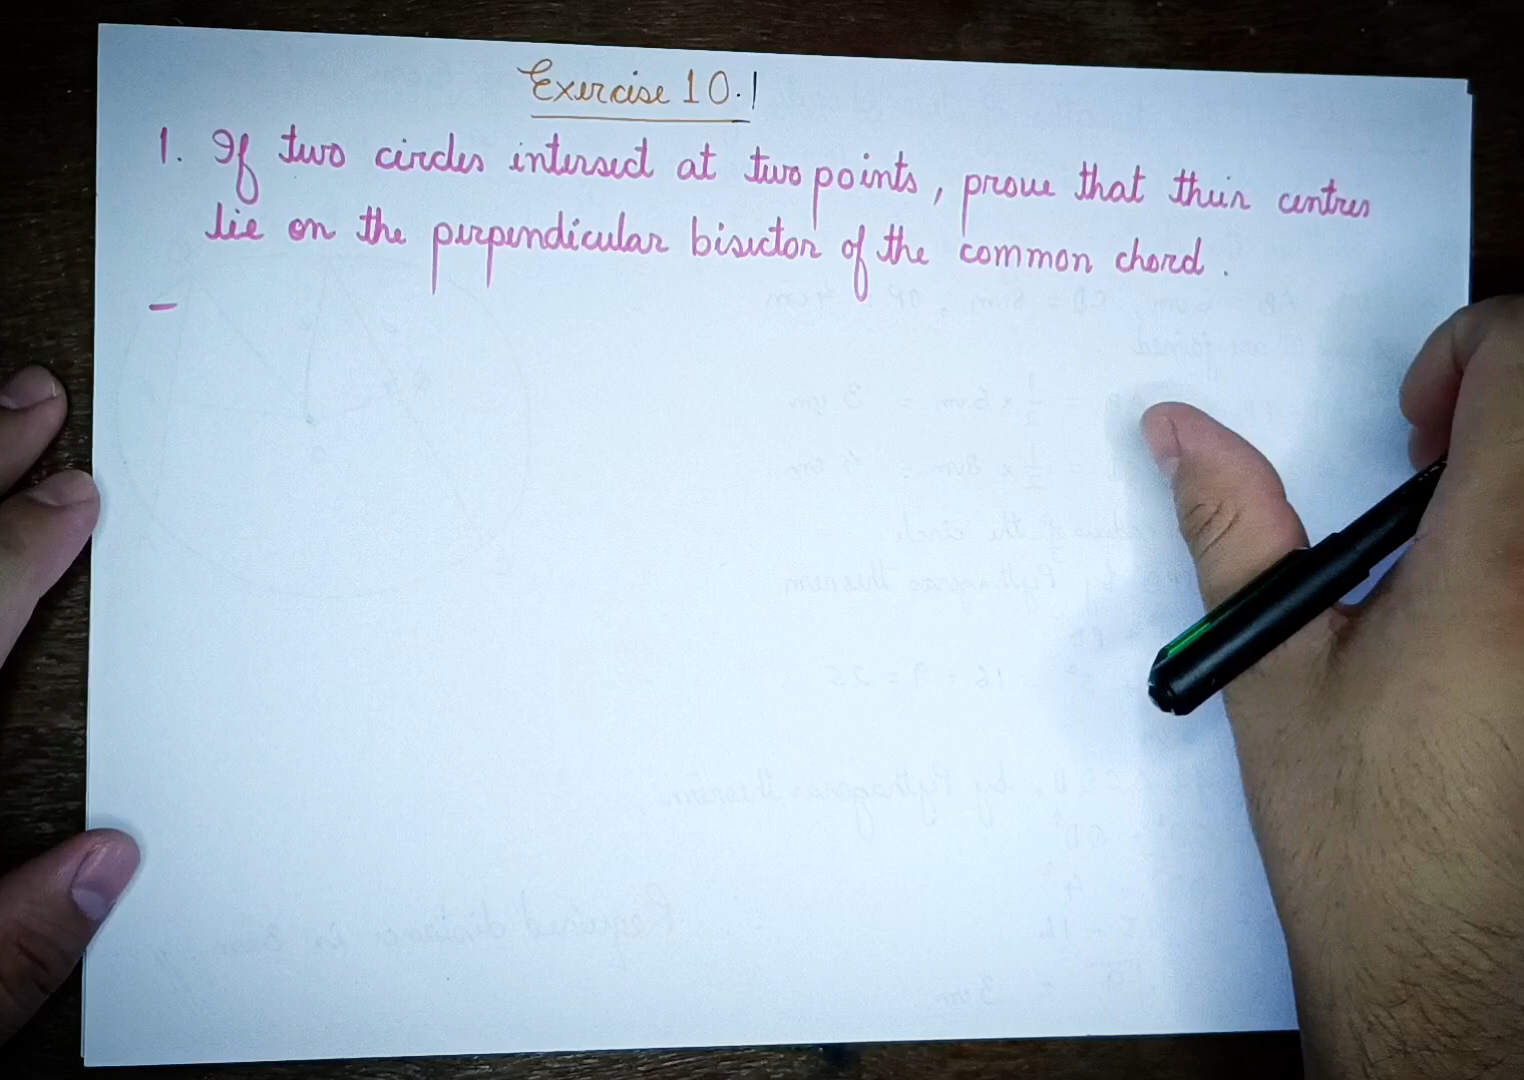 Exercise 10.1
1. If two circles intersect at two points, prove that their centres
lie on the perpendicular bisector of the common chord.
-